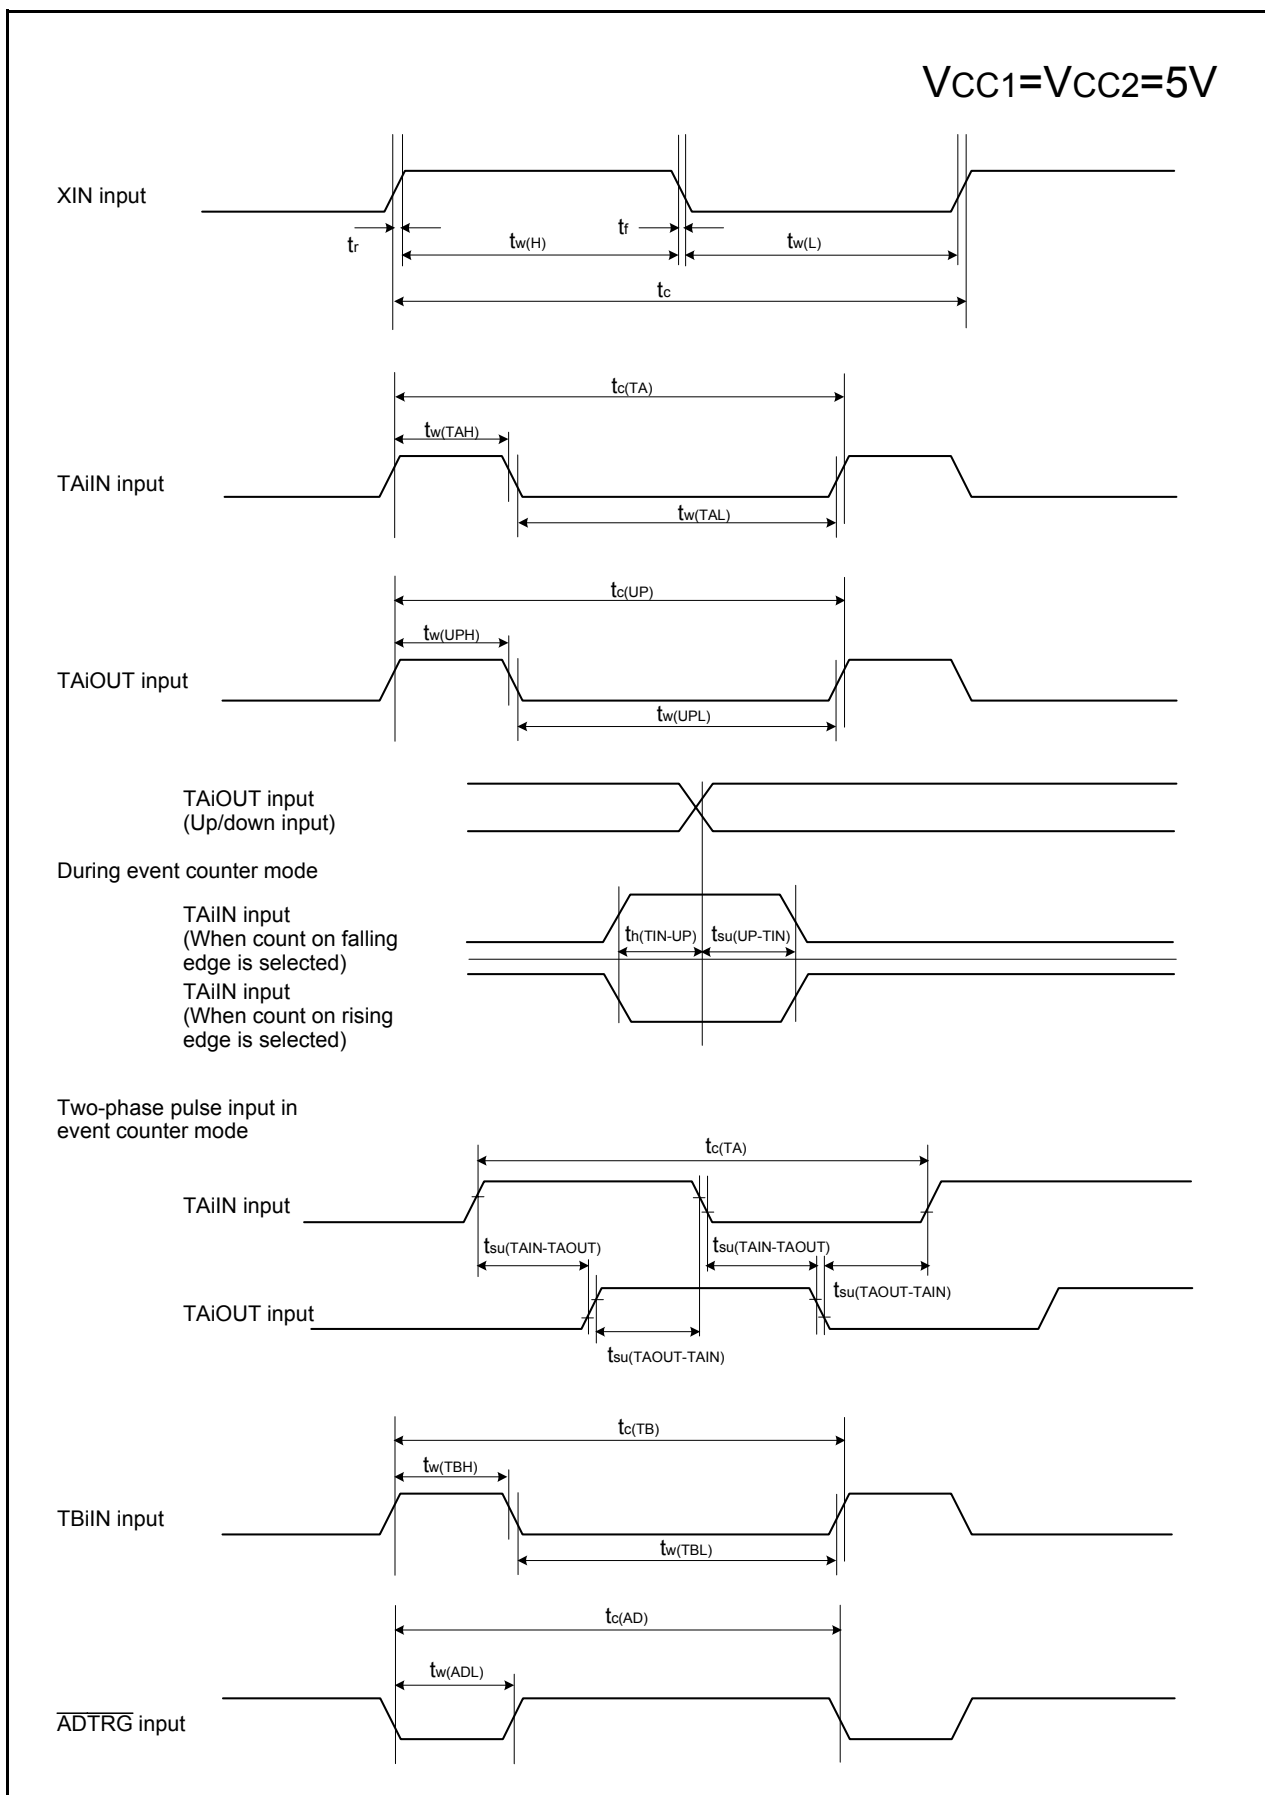 VCC1=VCC2=5V
XIN input
tr
tw(H)
tf
tw(L)
tc
tc(TA)
tw(TAH)
TAiIN input
tw(TAL)
tc(UP)
tw(UPH)
TAiOUT input
tw(UPL)
TAiOUT input
(Up/down input)
During event counter mode
TAiIN input
(When count on falling
edge is selected)
th(TIN-UP)
tsu(UP-TIN)
TAiIN input
(When count on rising
edge is selected)
Two-phase pulse input in
event counter mode
tc(TA)
TAiIN input
tsu(TAIN-TAOUT)
tsu(TAIN-TAOUT)
tsu(TAOUT-TAIN)
TAiOUT input
tsu(TAOUT-TAIN)
tc(TB)
tw(TBH)
TBiIN input
tw(TBL)
tc(AD)
tw(ADL)
ADTRG input